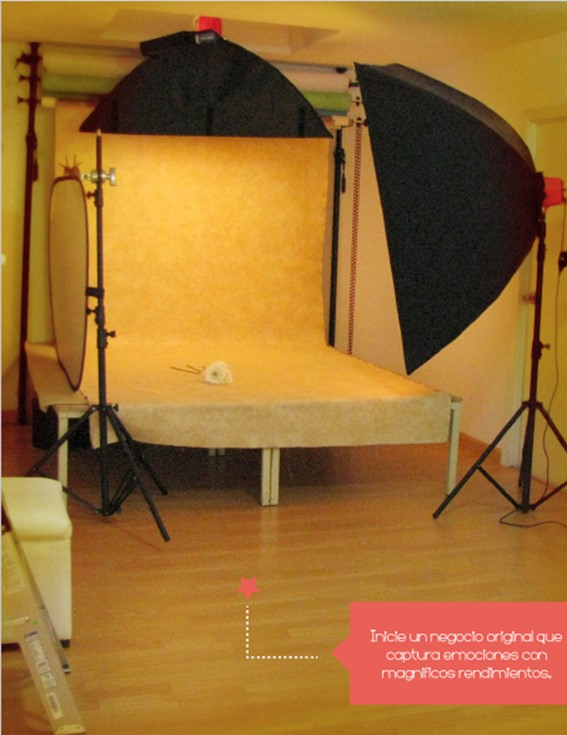 Inicie un negocio original que
captura emociones con
magníficos rendimientos.